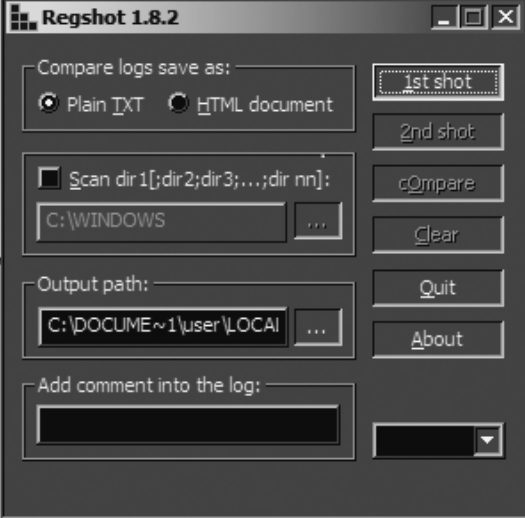 Regshot 1.8.2
Compare logs save as:
Plain TXT HTML document
Scan dir1[;dir2;dir3;...;dir nn]:
C:\WINDOWS ...
Output path:
C:\DOCUME~1\user\LOCAl ...
Add comment into the log:
1st shot
2nd shot
cOmpare
Clear
Quit
About